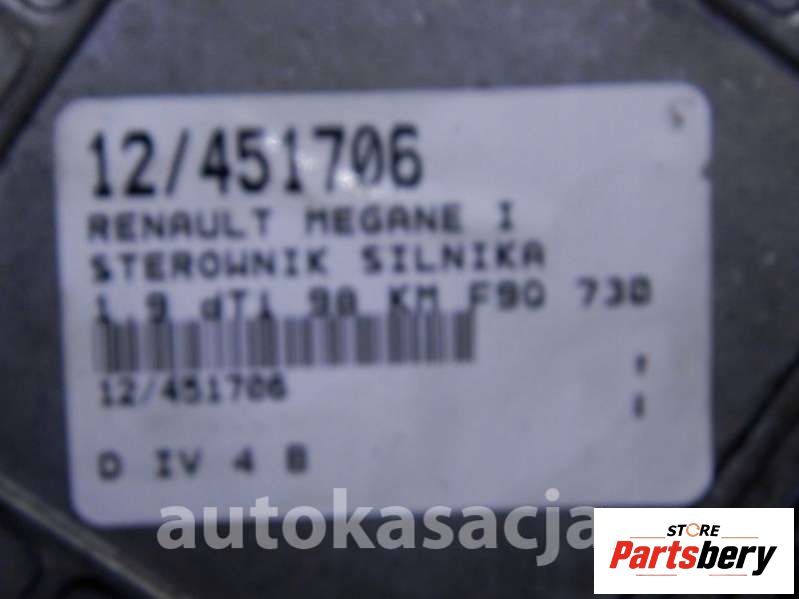 12/451706
RENAULT MEGANE I
STEROWNIK SILNIKA
1.9 dTi 98 KM F9Q 730
12/451706
D IV 4 B
autokasacja
STORE
Partsbery